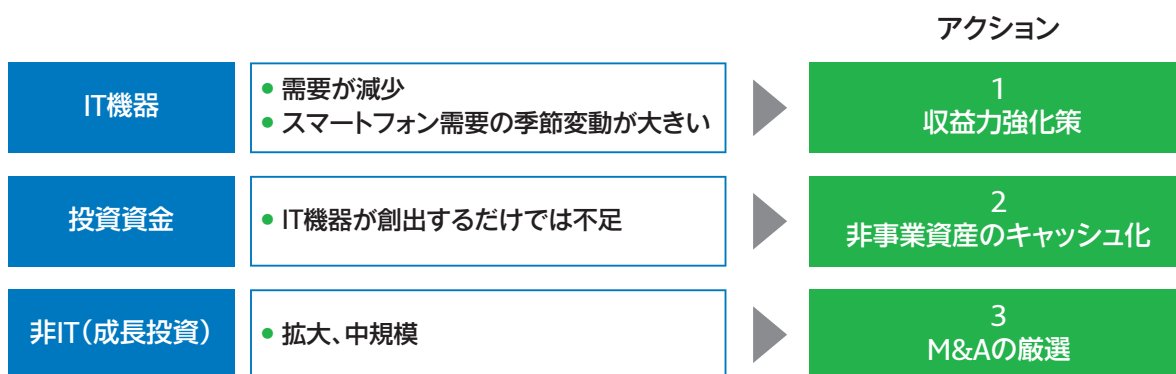 アクション
IT機器
● 需要が減少
● スマートフォン需要の季節変動が大きい
1
収益力強化策
投資資金
● IT機器が創出するだけでは不足
2
非事業資産のキャッシュ化
非IT(成長投資)
● 拡大、中規模
3
M&Aの厳選